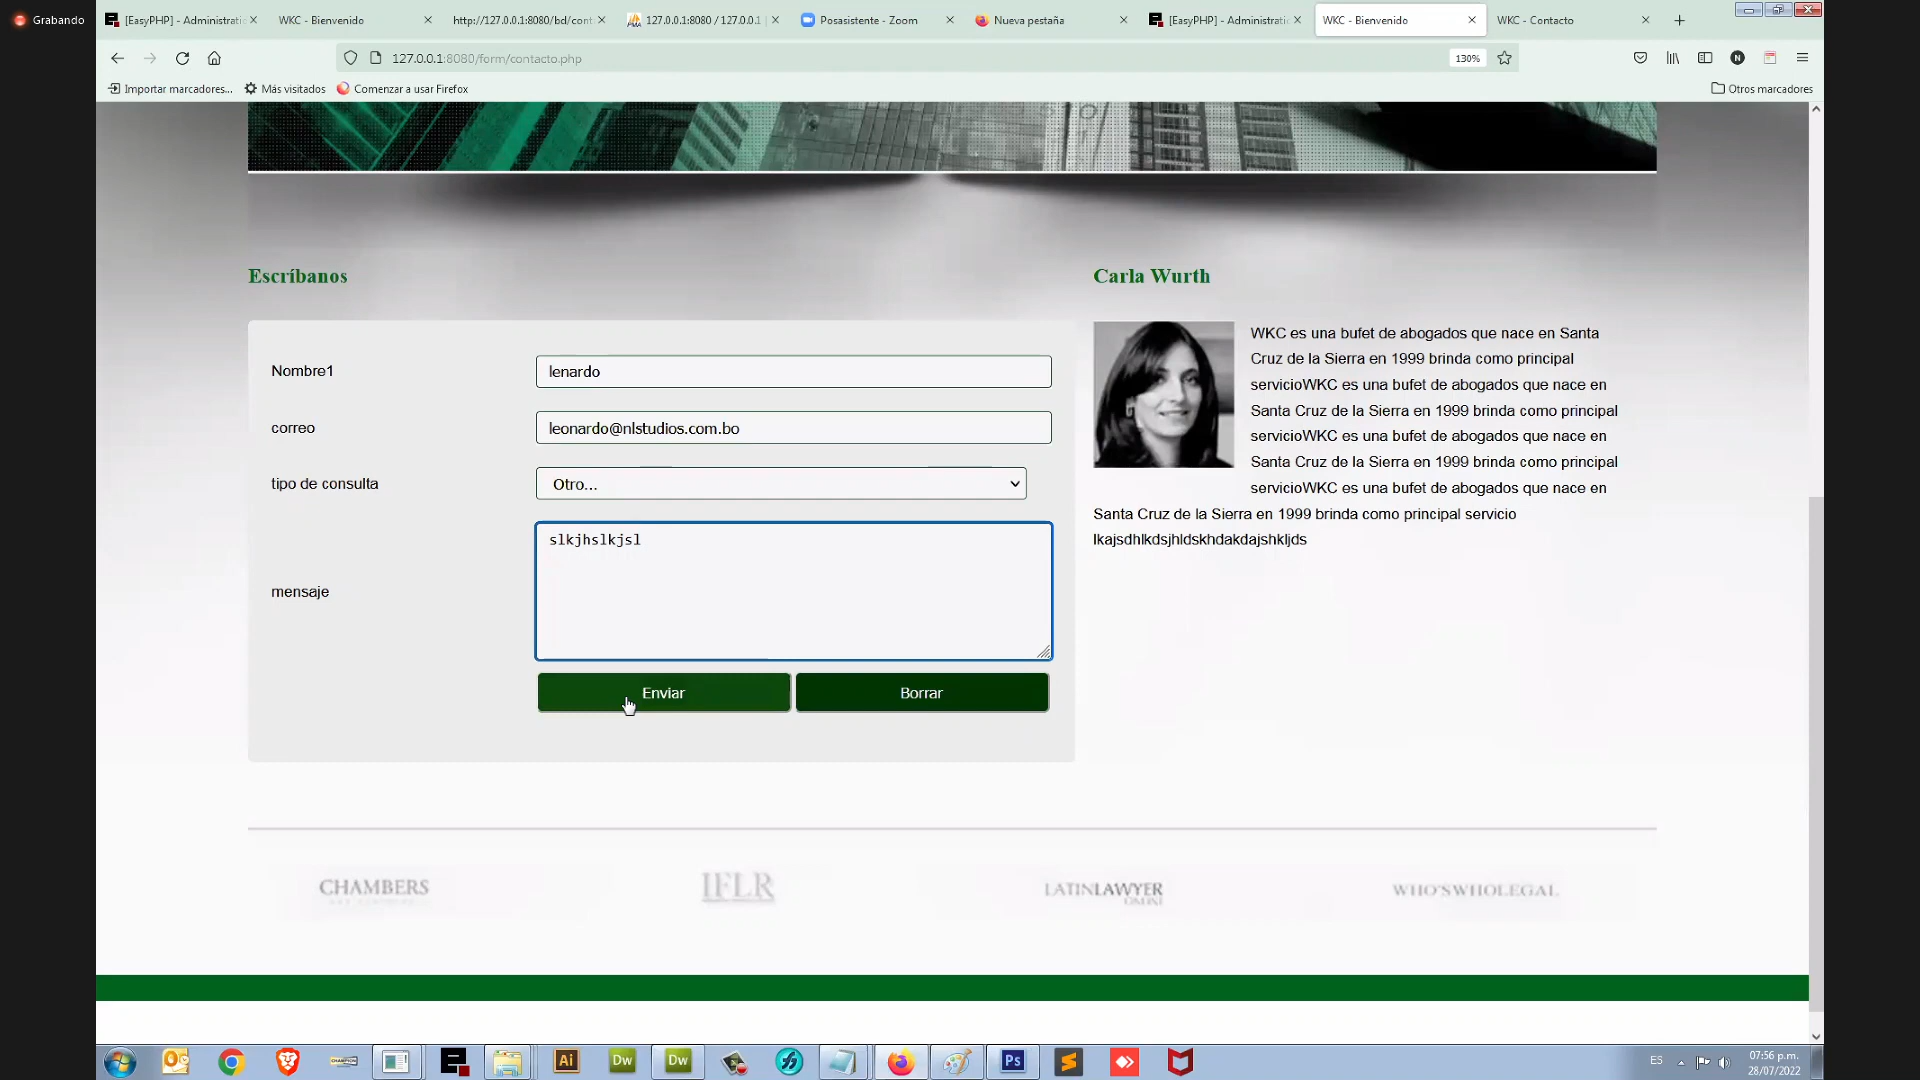 Grabando
[EasyPHP] - Administratic
WKC - Bienvenido
http://127.0.0.1:8080/bd/cont
127.0.0.1:8080 / 127.0.0.1 |
Posasistente - Zoom
Nueva pestaña
[EasyPHP] - Administratic
WKC - Bienvenido
WKC - Contacto
127.0.0.1:8080/form/contacto.php
130%
Importar marcadores...
Más visitados
Comenzar a usar Firefox
Otros marcadores
Escríbanos
Carla Wurth
Nombre1
lenardo
correo
leonardo@nlstudios.com.bo
tipo de consulta
Otro...
mensaje
slkjhslkjsl
Enviar
Borrar
WKC es una bufet de abogados que nace en Santa
Cruz de la Sierra en 1999 brinda como principal
servicioWKC es una bufet de abogados que nace en
Santa Cruz de la Sierra en 1999 brinda como principal
servicioWKC es una bufet de abogados que nace en
Santa Cruz de la Sierra en 1999 brinda como principal
servicioWKC es una bufet de abogados que nace en
Santa Cruz de la Sierra en 1999 brinda como principal servicio
lkajsdhlkdsjhldskhdakdajshkljds
CHAMBERS
IFLR
LATINLAWYER
ONLINE
WHO'SWHOLEGAL
Ai
Dw
Dw
Ps
ES
07:56 p.m.
28/07/2022